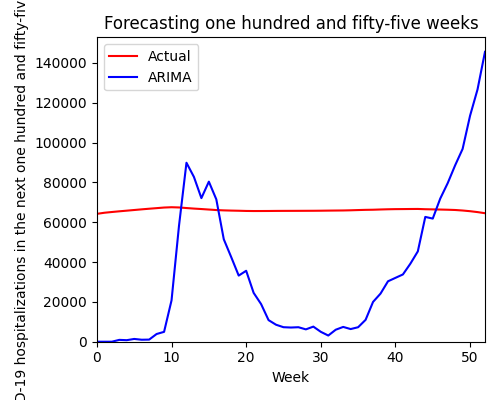 Forecasting one hundred and fifty-five weeks
D-19 hospitalizations in the next one hundred and fifty-fiv
Actual
ARIMA
140000
120000
100000
80000
60000
40000
20000
0
0 10 20 30 40 50
Week